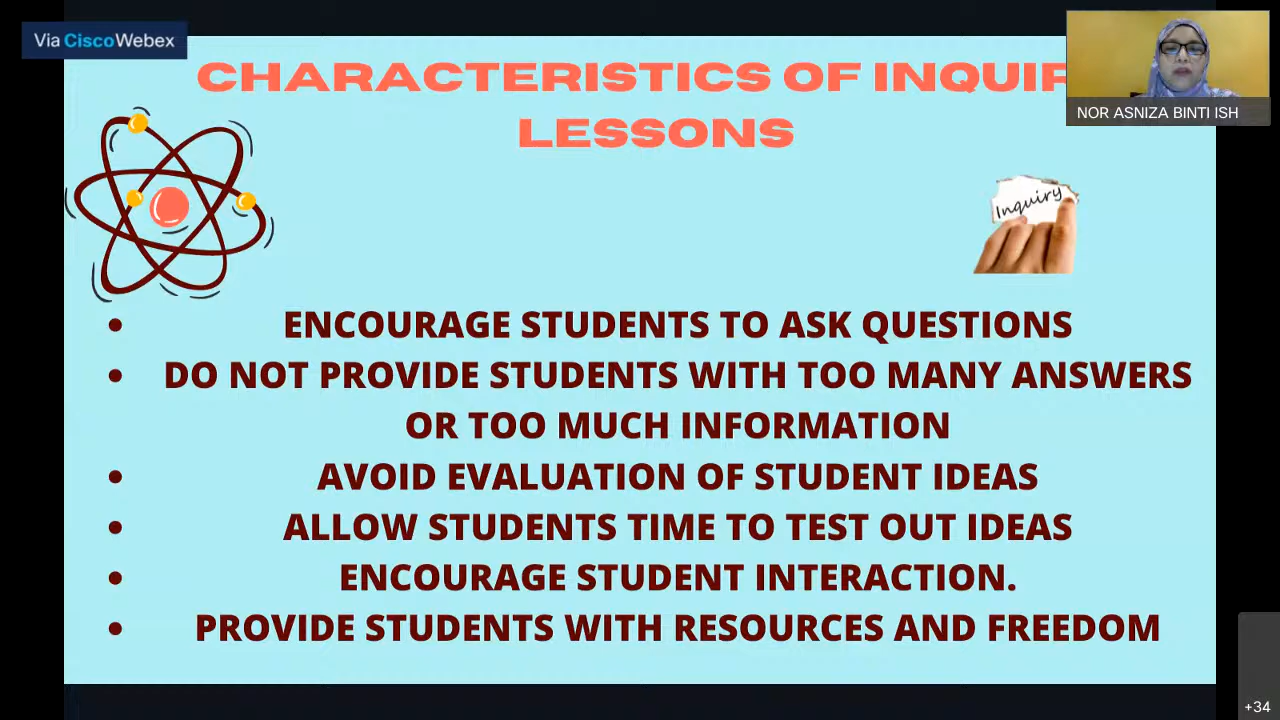 Via CiscoWebex
CHARACTERISTICS OF
LESSONS
NOR ASNIZA BINTI ISH
Inquiry
• ENCOURAGE STUDENTS TO ASK QUESTIONS
• DO NOT PROVIDE STUDENTS WITH TOO MANY ANSWERS
OR TOO MUCH INFORMATION
• AVOID EVALUATION OF STUDENT IDEAS
• ALLOW STUDENTS TIME TO TEST OUT IDEAS
• ENCOURAGE STUDENT INTERACTION.
• PROVIDE STUDENTS WITH RESOURCES AND FREEDOM
+34